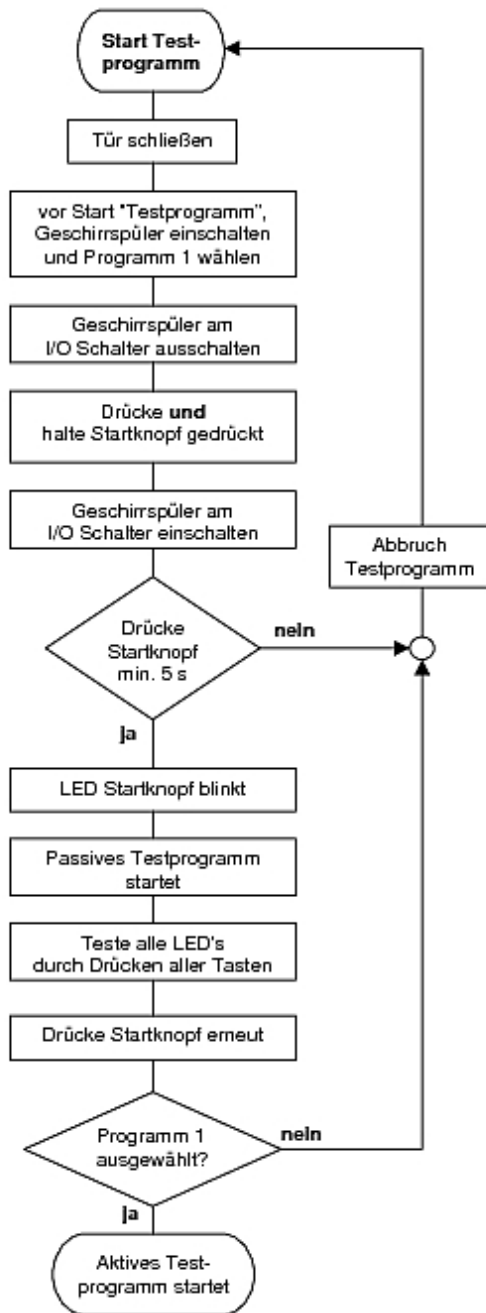 Start Test-
programm
Tür schließen
vor Start "Testprogramm",
Geschirrspüler einschalten
und Programm 1 wählen
Geschirrspüler am
I/O Schalter ausschalten
Drücke und
halte Startknopf gedrückt
Geschirrspüler am
I/O Schalter einschalten
Abbruch
Testprogramm
Drücke
Startknopf
min. 5 s
nein
ja
LED Startknopf blinkt
Passives Testprogramm
startet
Teste alle LED's
durch Drücken aller Tasten
Drücke Startknopf erneut
Programm 1
ausgewählt?
nein
ja
Aktives Test-
programm startet